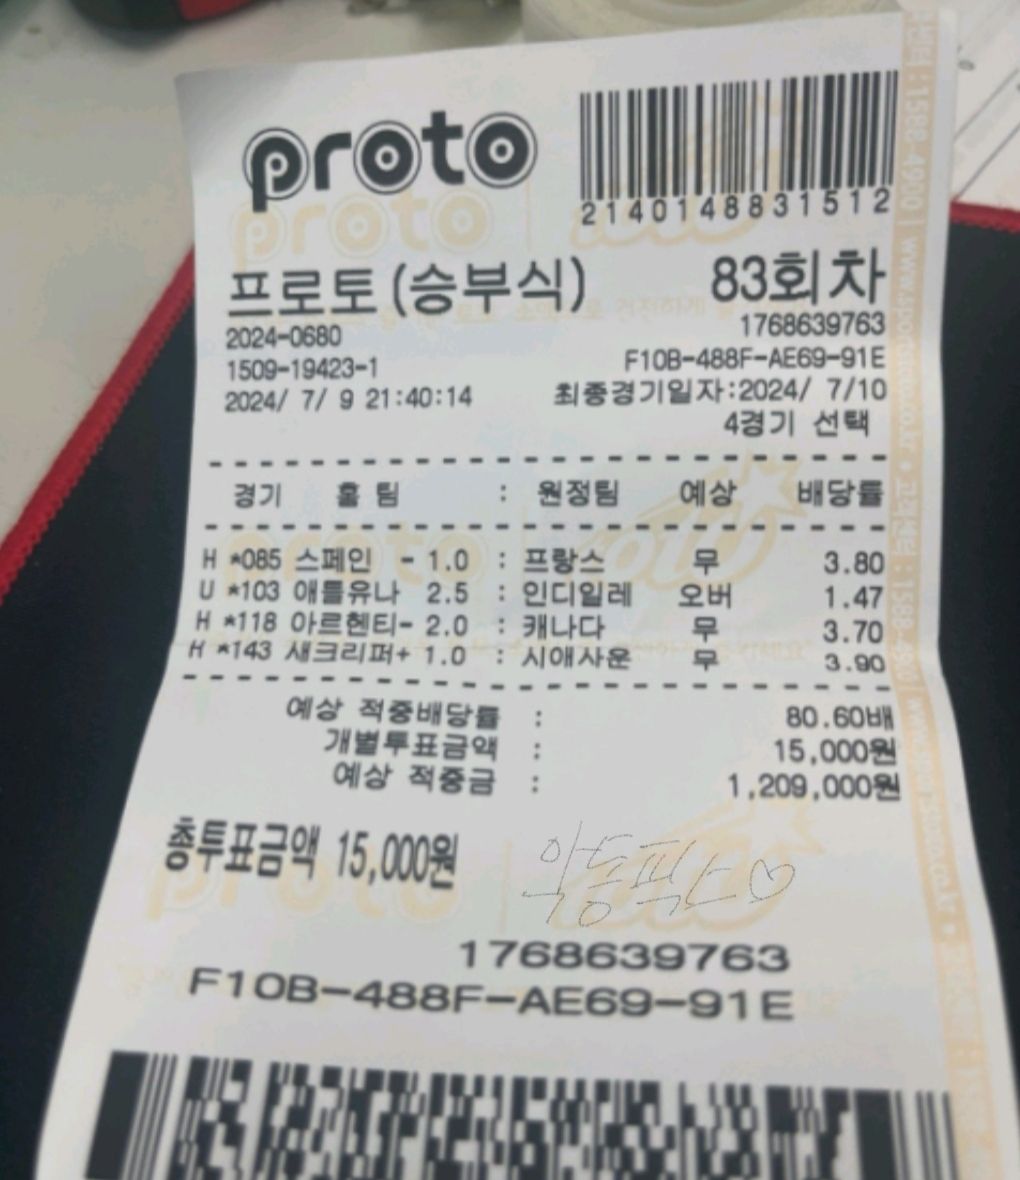 proto
2140148831512
프로토(승부식) 83회차
2024-0680 1768639763
1509-19423-1 F10B-488F-AE69-91E
2024/ 7/ 9 21:40:14 최종경기일자:2024/ 7/10
4경기 선택
경기 홈 팀 : 원정팀 예상 배당률
H *085 스페인 - 1.0 : 프랑스 무 3.80
U *103 애틀유나 2.5 : 인디일레 오버 1.47
H *118 아르헨티- 2.0 : 캐나다 무 3.70
H *143 새크리퍼+ 1.0 : 시애사운 무 3.90
예상 적중배당률 : 80.60배
개별투표금액 : 15,000원
예상 적중금 : 1,209,000원
총투표금액 15,000원
1768639763
F10B-488F-AE69-91E